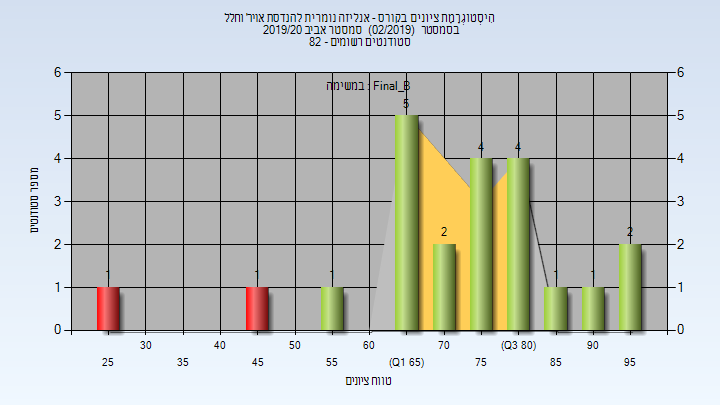 הִיסְטוֹגְרָמַת ציונים בקורס - אנליזה נומרית להנדסת אויר וחלל
בסמסטר (02/2019) סמסטר אביב 2019/20
סטודנטים רשומים - 82
במשימה : Final_B
מספר סטודנטים
6 6
5 5
4 4
3 3
2 2
1 1
0 0
1 1 1 5 2 4 4 1 1 2
30 40 50 60 70 (Q3 80) 90
25 35 45 55 (Q1 65) 75 85 95
טווח ציונים